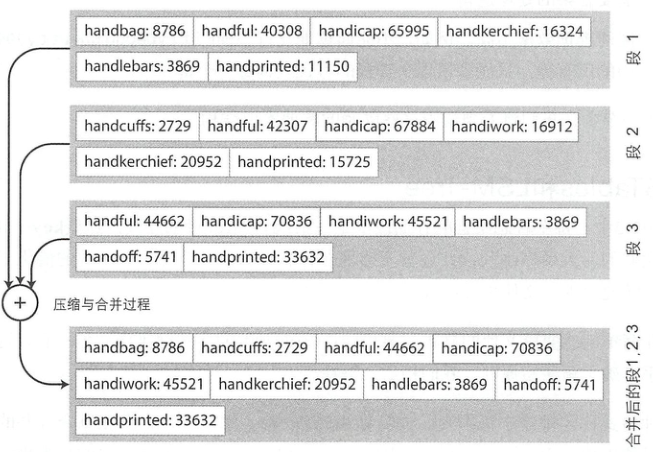 handbag: 8786 handful: 40308 handicap: 65995 handkerchief: 16324
handlebars: 3869 handprinted: 11150
段 1
handcuffs: 2729 handful: 42307 handicap: 67884 handiwork: 16912
handkerchief: 20952 handprinted: 15725
段 2
handful: 44662 handicap: 70836 handiwork: 45521 handlebars: 3869
handoff: 5741 handprinted: 33632
段 3
+ 压缩与合并过程
handbag: 8786 handcuffs: 2729 handful: 44662 handicap: 70836
handiwork: 45521 handkerchief: 20952 handlebars: 3869 handoff: 5741
handprinted: 33632
合并后的段1,2,3